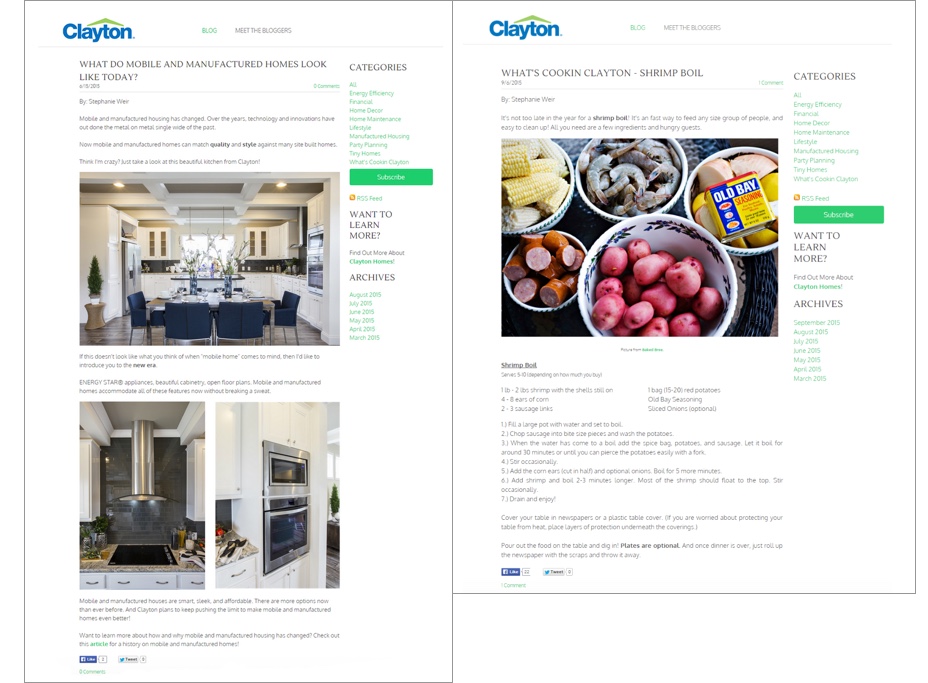 Clayton.
BLOG
MEET THE BLOGGERS
WHAT DO MOBILE AND MANUFACTURED HOMES LOOK
LIKE TODAY?
0 Comments
By: Stephanie Weir
Mobile and manufactured housing has changed. Over the years, technology and innovations have
out done the metal on metal single wide of the past.
Now mobile and manufactured homes can match quality and style against many site built homes.
Think I'm crazy? Just take a look at this beautiful kitchen from Clayton!
If this doesn't look like what you think of when "mobile home" comes to mind, then I'd like to
introduce you to the new era.
ENERGY STAR® appliances, beautiful cabinetry, open floor plans. Mobile and manufactured
homes accommodate all of these features now without breaking a sweat.
Mobile and manufactured houses are smart, sleek, and affordable. There are more options now
than ever before. And Clayton plans to keep pushing the limit to make mobile and manufactured
homes even better!
Want to learn more about how and why mobile and manufactured housing has changed? Check out
this article for a history on mobile and manufactured homes!
Like 2 Tweet 0
0 Comments
CATEGORIES
All
Energy Efficiency
Financial
Home Decor
Home Maintenance
Lifestyle
Manufactured Housing
Party Planning
Tiny Homes
What's Cookin Clayton
Subscribe
RSS Feed
WANT TO
LEARN
MORE?
Find Out More About
Clayton Homes!
ARCHIVES
August 2015
July 2015
June 2015
May 2015
April 2015
March 2015
Clayton.
BLOG
MEET THE BLOGGERS
WHAT'S COOKIN CLAYTON - SHRIMP BOIL
1 Comment
By: Stephanie Weir
It's not too late in the year for a shrimp boil! It's an fast way to feed any size group of people, and
easy to clean up! All you need are a few ingredients and hungry guests.
OLD BAY
SEASONING
Picture from
Shrimp Boil
Serves 5-10 (depending on how much you buy)
1 lb - 2 lbs shrimp with the shells still on
4 - 8 ears of corn
2 - 3 sausage links
1 bag (15-20) red potatoes
Old Bay Seasoning
Sliced Onions (optional)
1.) Fill a large pot with water and set to boil.
2.) Chop sausage into bite size pieces and wash the potatoes.
3.) When the water has come to a boil add the spice bag, potatoes, and sausage. Let it boil for
around 30 minutes or until you can pierce the potatoes easily with a fork.
4.) Stir occasionally.
5.) Add the corn ears (cut in half) and optional onions. Boil for 5 more minutes.
6.) Add shrimp and boil 2-3 minutes longer. Most of the shrimp should float to the top. Stir
occasionally.
7.) Drain and enjoy!
Cover your table in newspapers or a plastic table cover. (If you are worried about protecting your
table from heat, place layers of protection underneath the coverings.)
Pour out the food on the table and dig in! Plates are optional. And once dinner is over, just roll up
the newspaper with the scraps and throw it away.
Like 22 Tweet 0
1 Comment
CATEGORIES
All
Energy Efficiency
Financial
Home Decor
Home Maintenance
Lifestyle
Manufactured Housing
Party Planning
Tiny Homes
What's Cookin Clayton
RSS Feed
Subscribe
WANT TO
LEARN
MORE?
Find Out More About
Clayton Homes!
ARCHIVES
September 2015
August 2015
July 2015
June 2015
May 2015
April 2015
March 2015